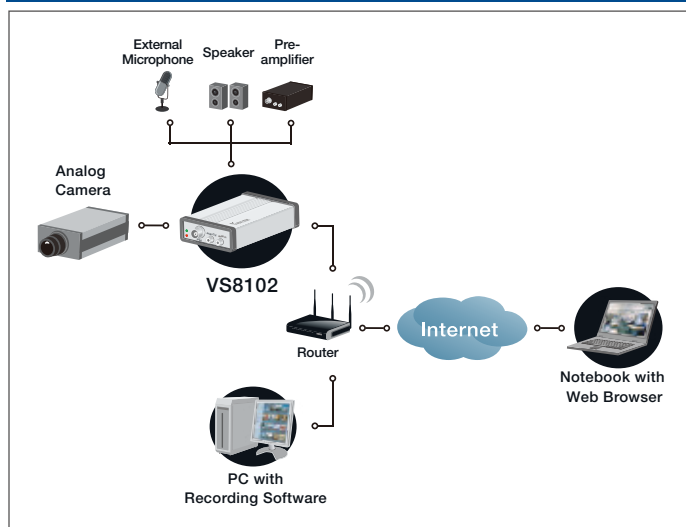 External
Microphone
Speaker
Pre-
amplifier
Analog
Camera
VS8102
Router
Internet
Notebook with
Web Browser
PC with
Recording Software